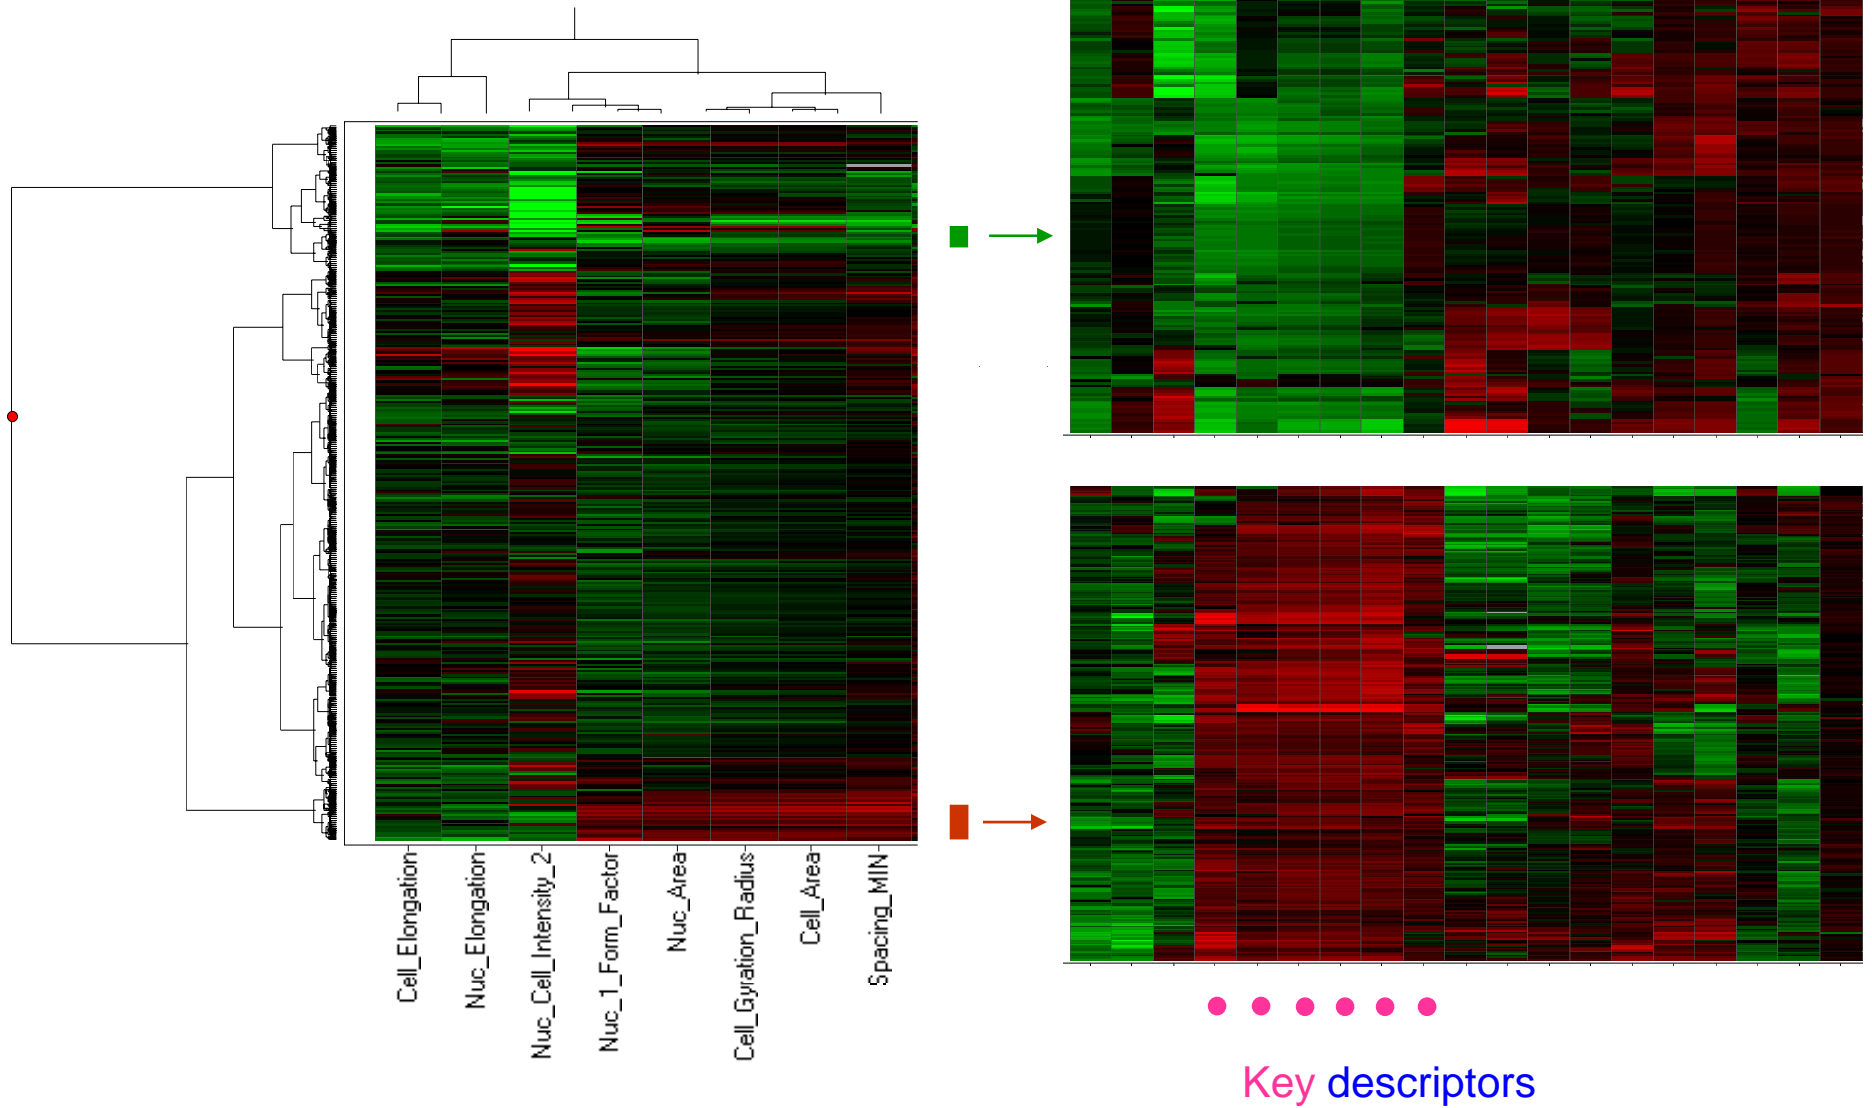 Cell_Elongation
Nuc_Elongation
Nuc_Cell_Intensity_2
Nuc_1_Form_Factor
Nuc_Area
Cell_Gyration_Radius
Cell_Area
Spacing_MIN
Key descriptors